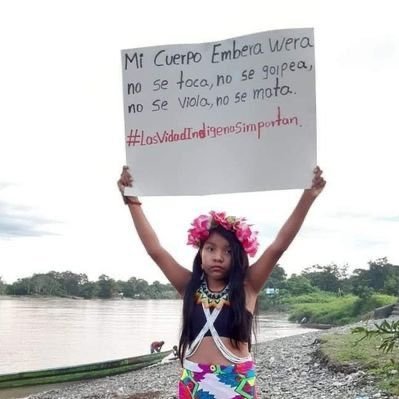 Mi Cuerpo Embera Wera
no se toca, no se golpea,
no se viola, no se mata.
#LasVidadIndigenaSimportan.